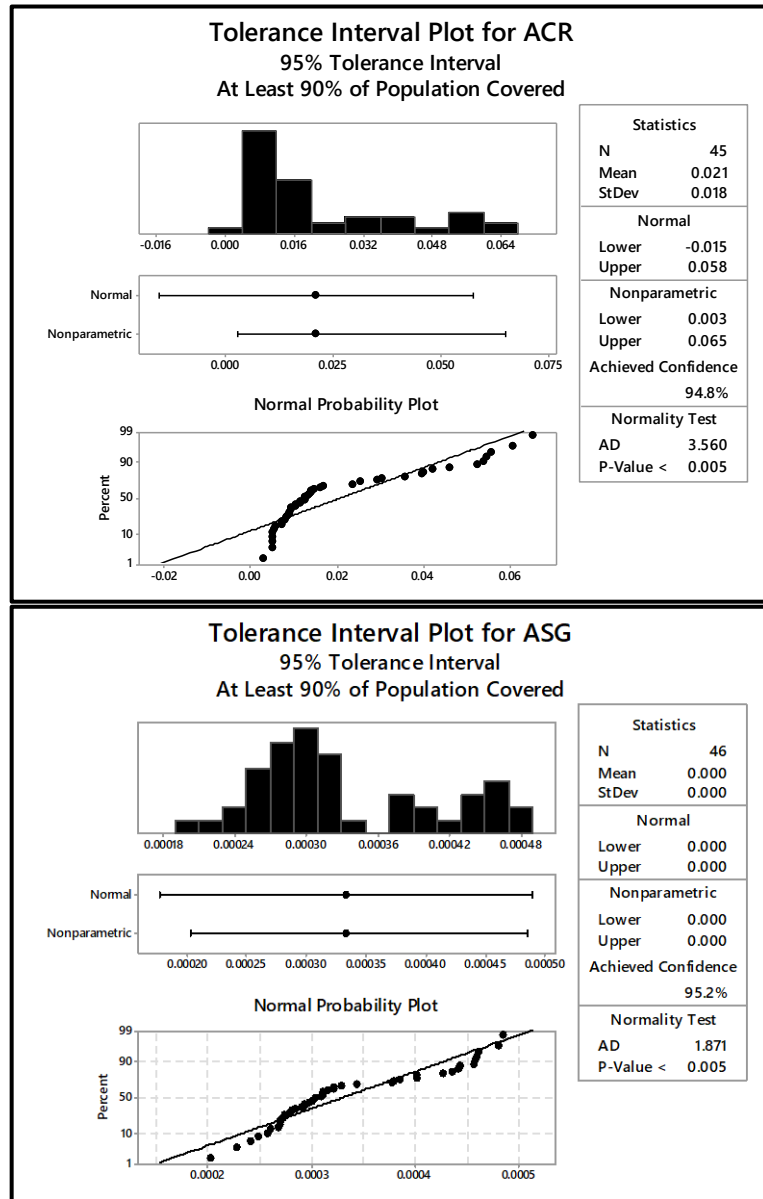 Tolerance Interval Plot for ACR
95% Tolerance Interval
At Least 90% of Population Covered
-0.016 0.000 0.016 0.032 0.048 0.064
Normal
Nonparametric
0.000 0.025 0.050 0.075
Normal Probability Plot
Percent
99
90
50
10
1
-0.02 0.00 0.02 0.04 0.06
Statistics
N 45
Mean 0.021
StDev 0.018
Normal
Lower -0.015
Upper 0.058
Nonparametric
Lower 0.003
Upper 0.065
Achieved Confidence
94.8%
Normality Test
AD 3.560
P-Value < 0.005
Tolerance Interval Plot for ASG
95% Tolerance Interval
At Least 90% of Population Covered
0.00018 0.00024 0.00030 0.00036 0.00042 0.00048
Normal
Nonparametric
0.00020 0.00025 0.00030 0.00035 0.00040 0.00045 0.00050
Normal Probability Plot
Percent
99
90
50
10
1
0.0002 0.0003 0.0004 0.0005
Statistics
N 46
Mean 0.000
StDev 0.000
Normal
Lower 0.000
Upper 0.000
Nonparametric
Lower 0.000
Upper 0.000
Achieved Confidence
95.2%
Normality Test
AD 1.871
P-Value < 0.005